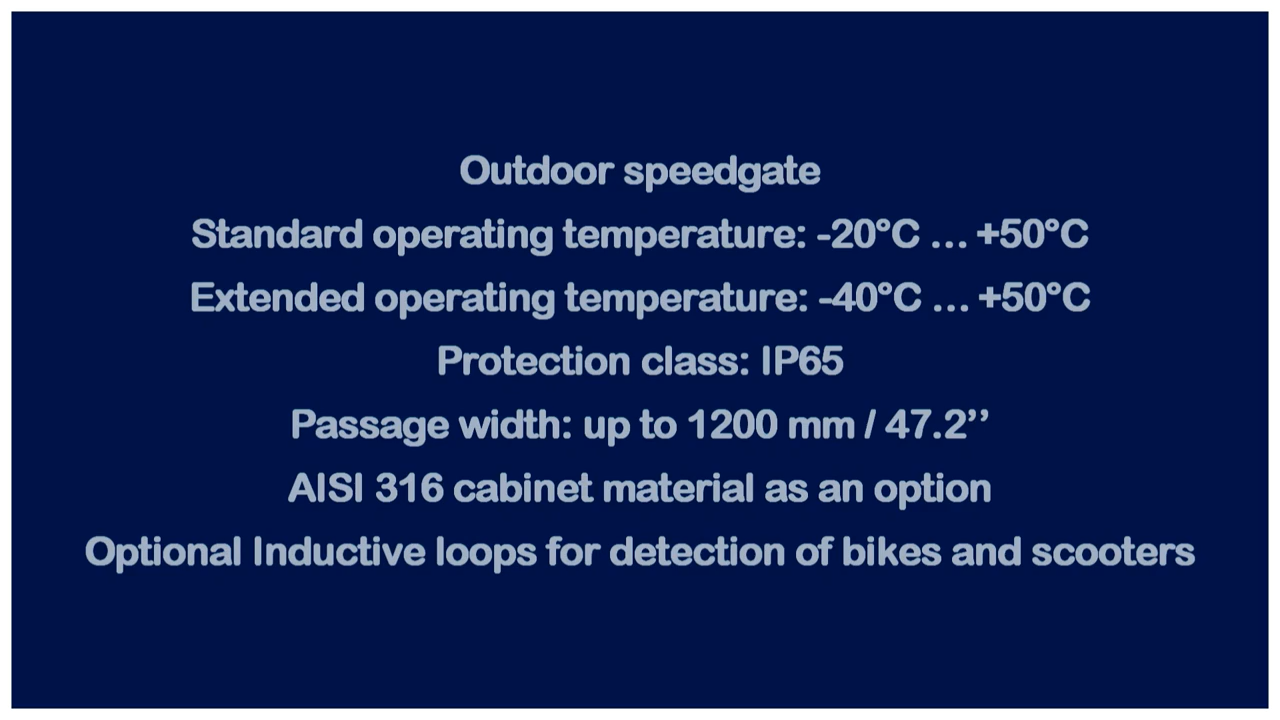 Outdoor speedgate
Standard operating temperature: -20°C ... +50°C
Extended operating temperature: -40°C ... +50°C
Protection class: IP65
Passage width: up to 1200 mm / 47.2’’
AISI 316 cabinet material as an option
Optional Inductive loops for detection of bikes and scooters